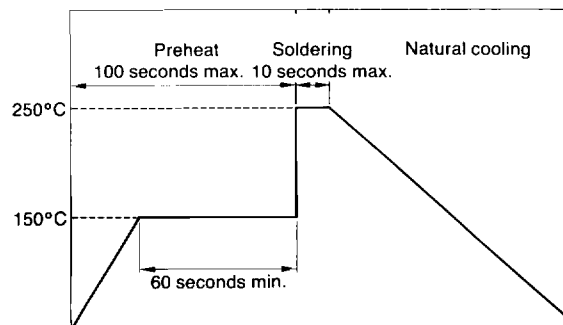 Preheat
100 seconds max.
Soldering
10 seconds max.
Natural cooling
250°C
150°C
60 seconds min.